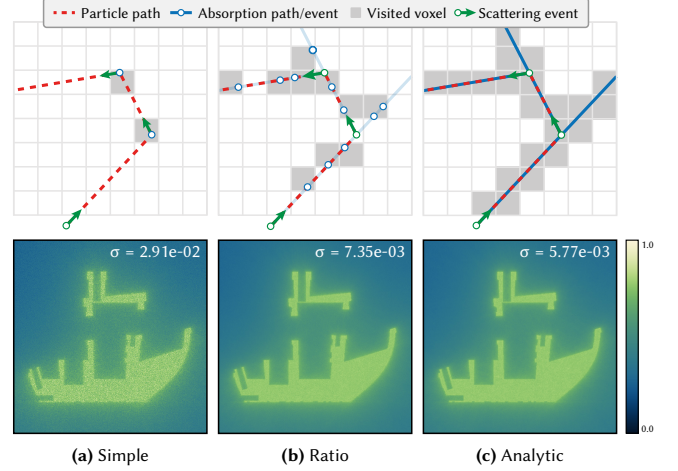 Particle path Absorption path/event Visited voxel Scattering event
σ = 2.91e-02 σ = 7.35e-03 σ = 5.77e-03
1.0
0.0
(a) Simple (b) Ratio (c) Analytic